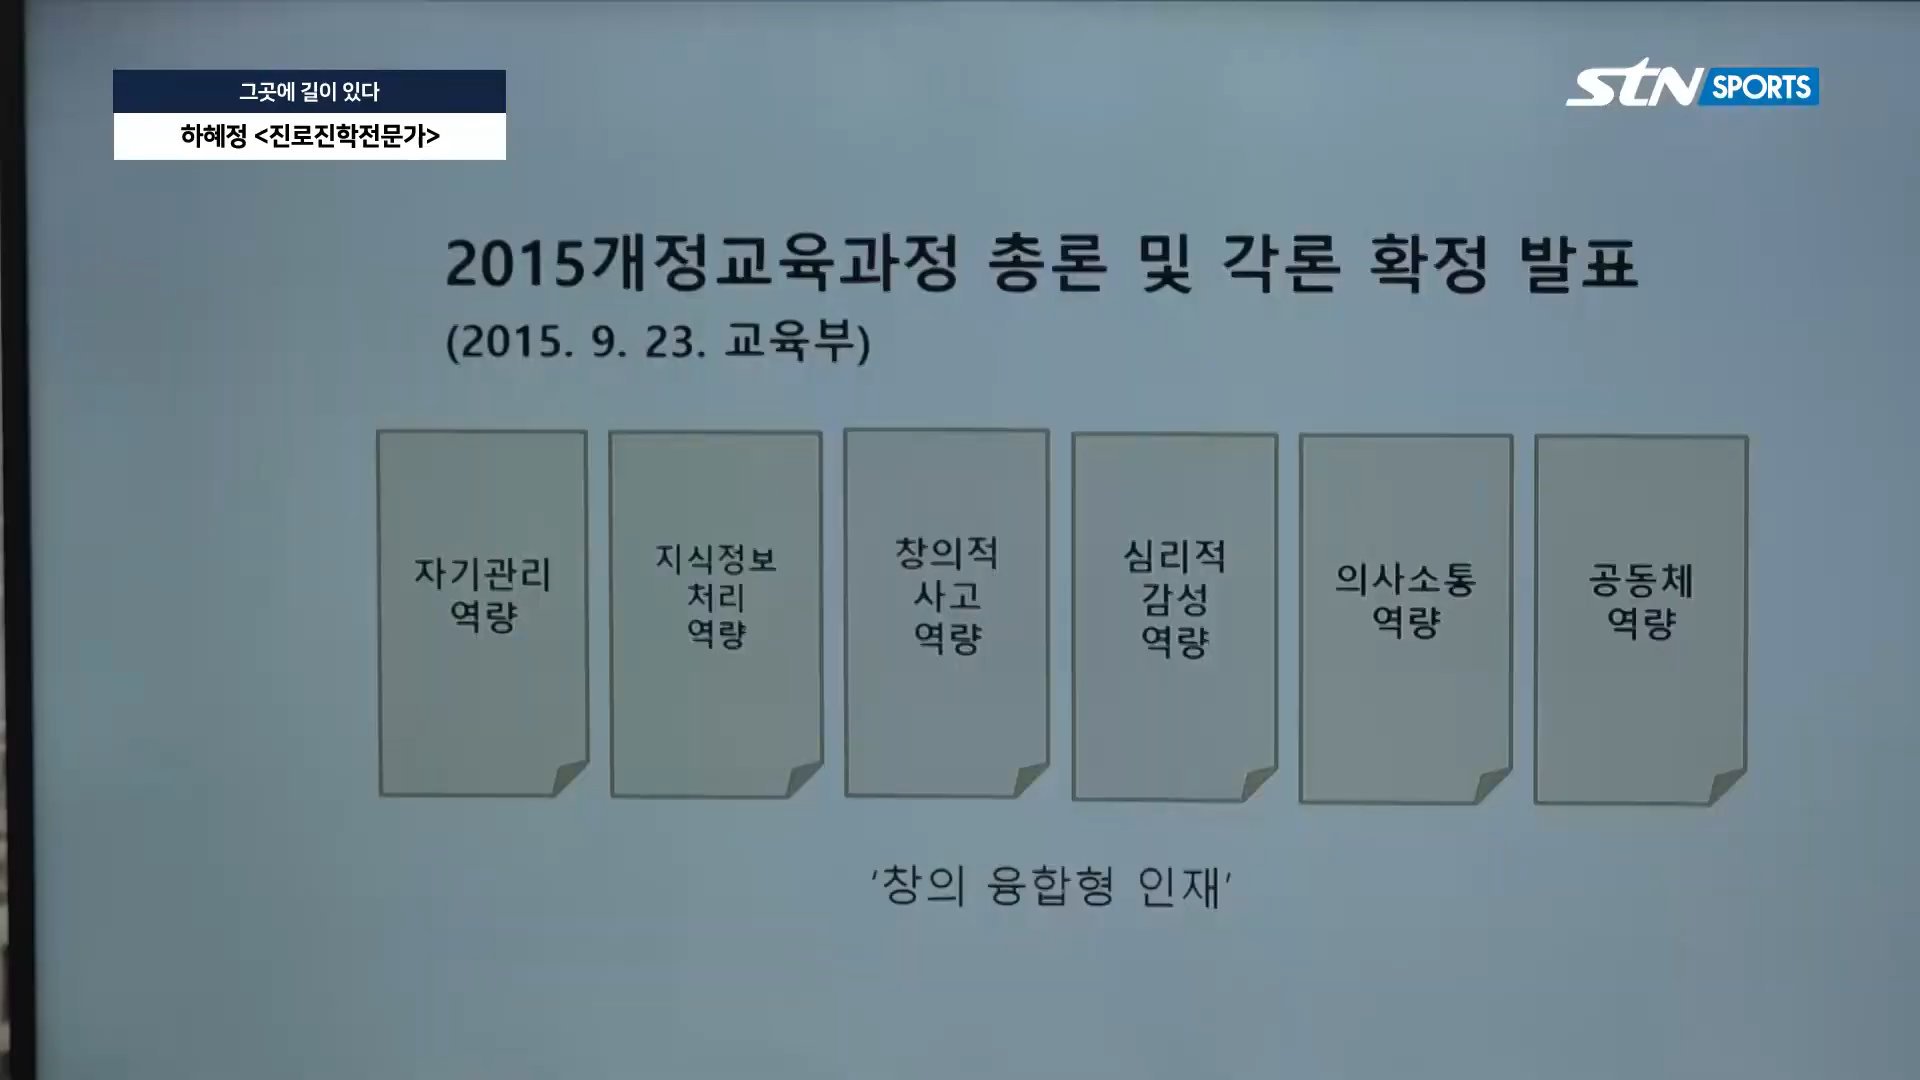 그곳에 길이 있다
하혜정 <진로진학전문가>
STN SPORTS
2015개정교육과정 총론 및 각론 확정 발표
(2015. 9. 23. 교육부)
자기관리
역량
지식정보
처리
역량
창의적
사고
역량
심리적
감성
역량
의사소통
역량
공동체
역량
'창의 융합형 인재'